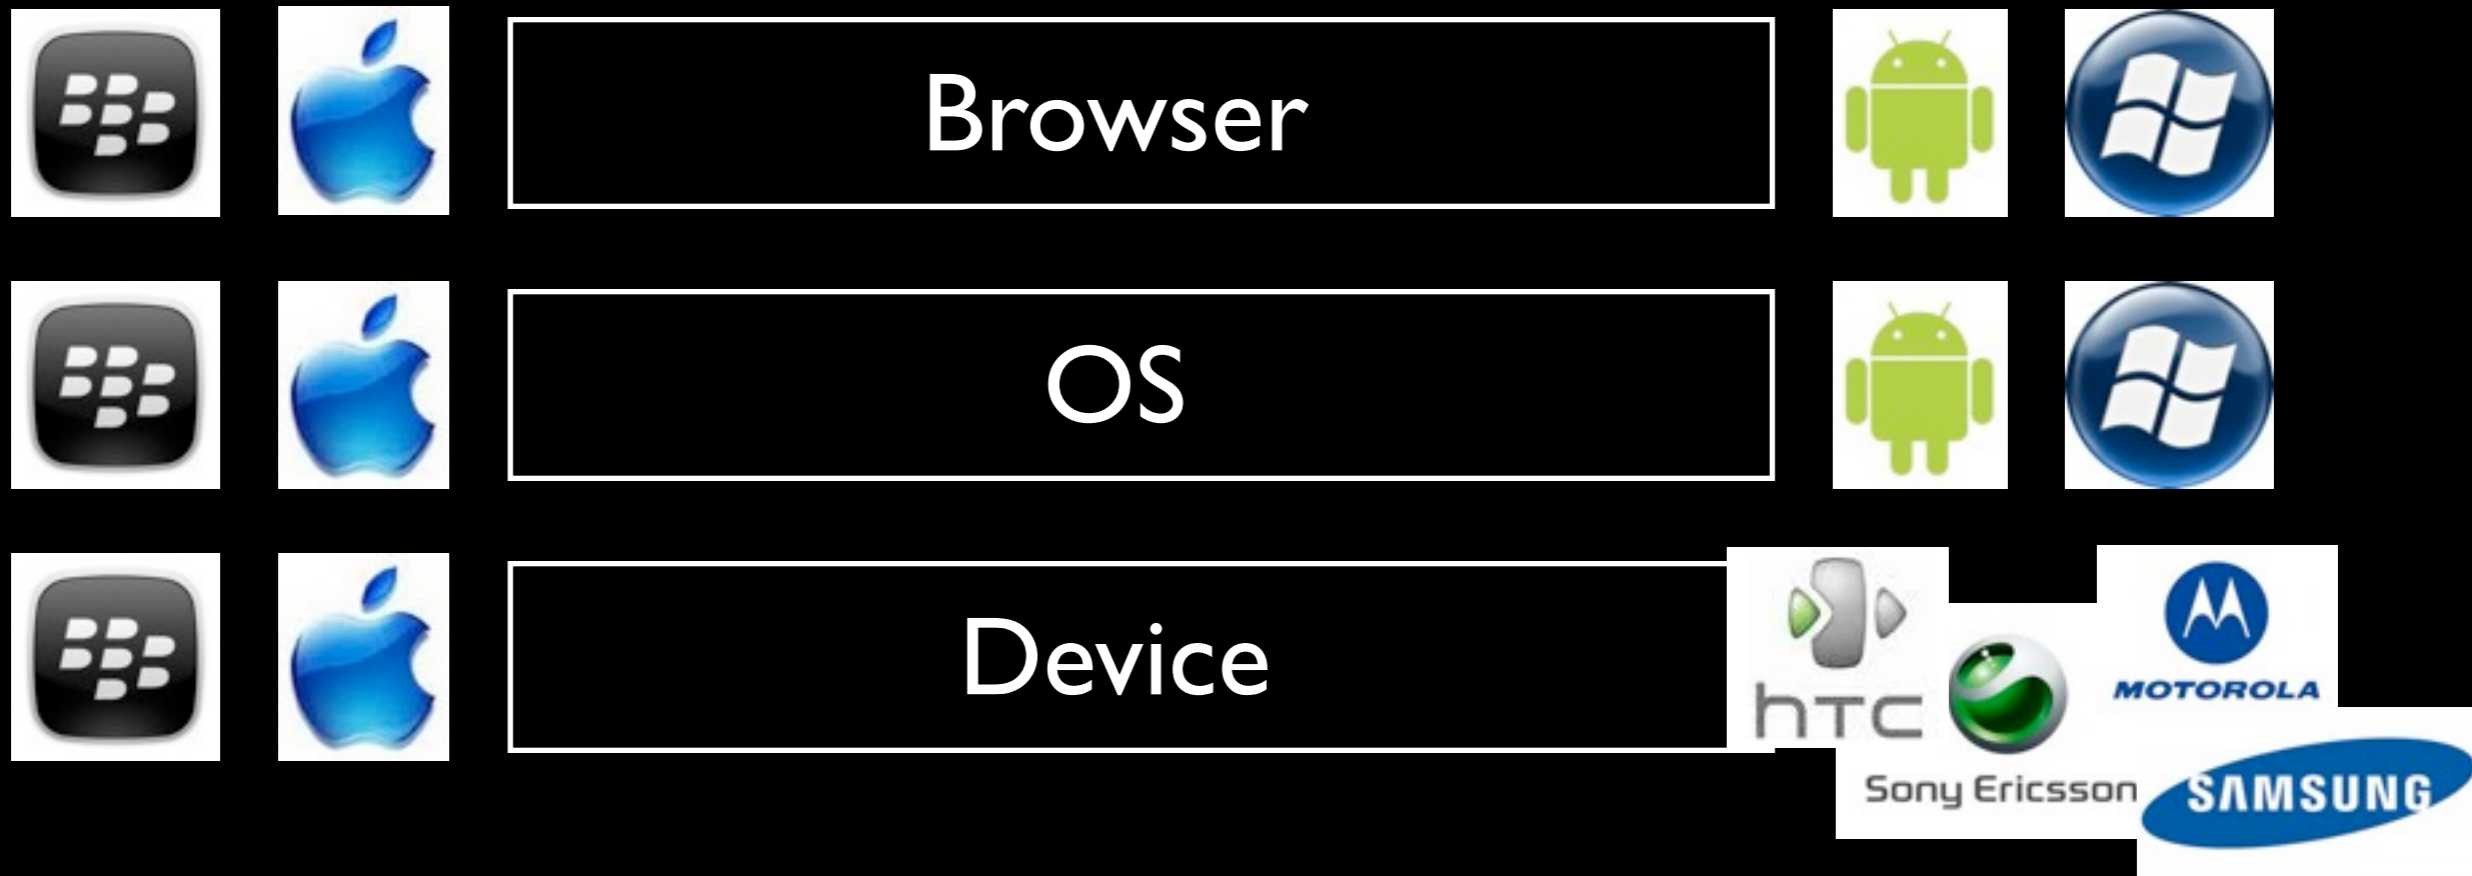 Browser
OS
Device
hTC
MOTOROLA
Sony Ericsson
SAMSUNG